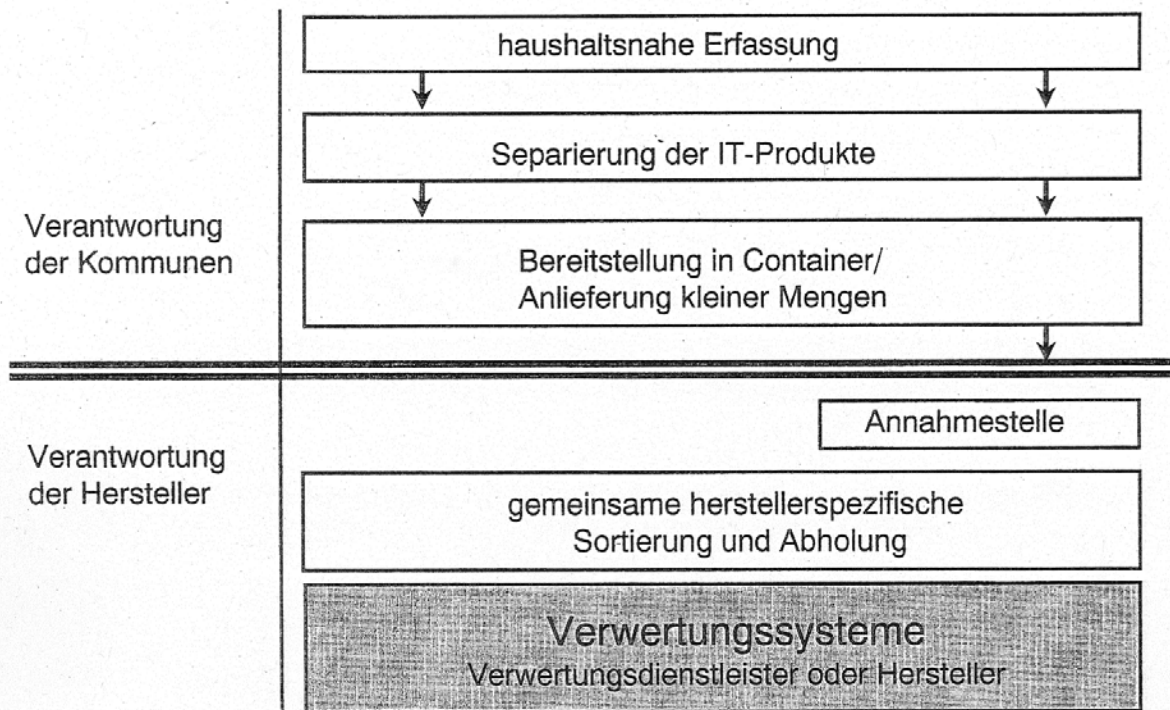 haushaltsnahe Erfassung
Separierung der IT-Produkte
Verantwortung
der Kommunen
Bereitstellung in Container/
Anlieferung kleiner Mengen
Annahmestelle
Verantwortung
der Hersteller
gemeinsame herstellerspezifische
Sortierung und Abholung
Verwertungssysteme
Verwertungsdienstleister oder Hersteller